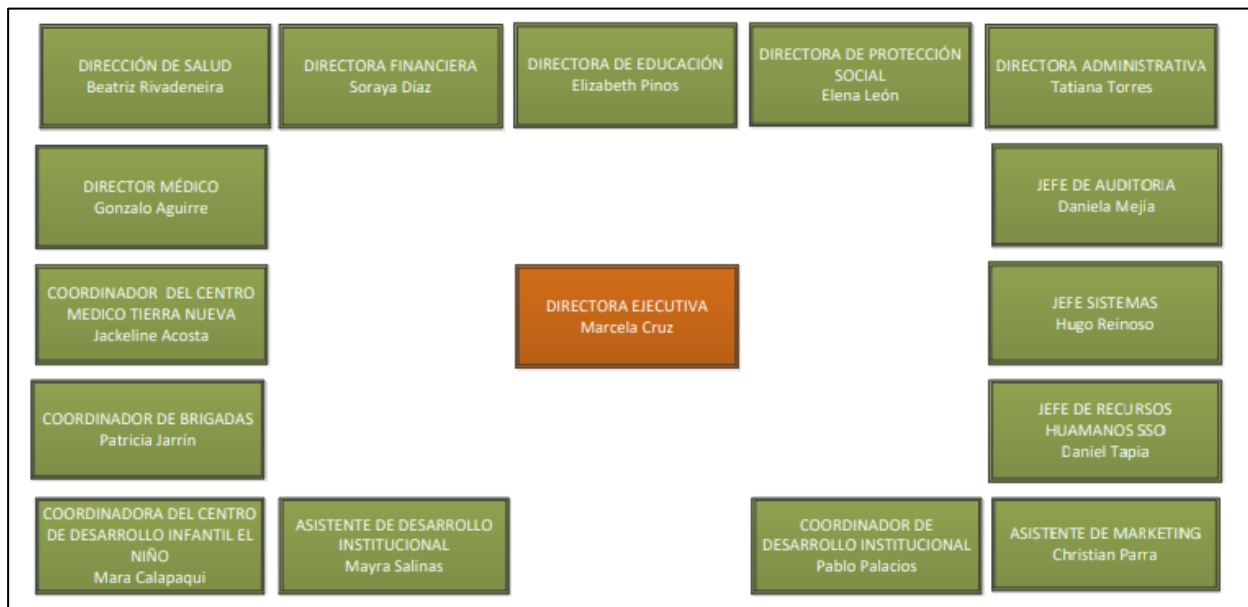 DIRECCIÓN DE SALUD
Beatriz Rivadeneira
DIRECTORA FINANCIERA
Soraya Díaz
DIRECTORA DE EDUCACIÓN
Elizabeth Pinos
DIRECTORA DE PROTECCIÓN
SOCIAL
Elena León
DIRECTORA ADMINISTRATIVA
Tatiana Torres
DIRECTOR MÉDICO
Gonzalo Aguirre
JEFE DE AUDITORIA
Daniela Mejía
COORDINADOR DEL CENTRO
MEDICO TIERRA NUEVA
Jackeline Acosta
DIRECTORA EJECUTIVA
Marcela Cruz
JEFE SISTEMAS
Hugo Reinoso
COORDINADOR DE BRIGADAS
Patricia Jarrín
JEFE DE RECURSOS
HUAMANOS SSO
Daniel Tapia
COORDINADORA DEL CENTRO
DE DESARROLLO INFANTIL EL
NIÑO
Mara Calapaqui
ASISTENTE DE DESARROLLO
INSTITUCIONAL
Mayra Salinas
COORDINADOR DE
DESARROLLO INSTITUCIONAL
Pablo Palacios
ASISTENTE DE MARKETING
Christian Parra